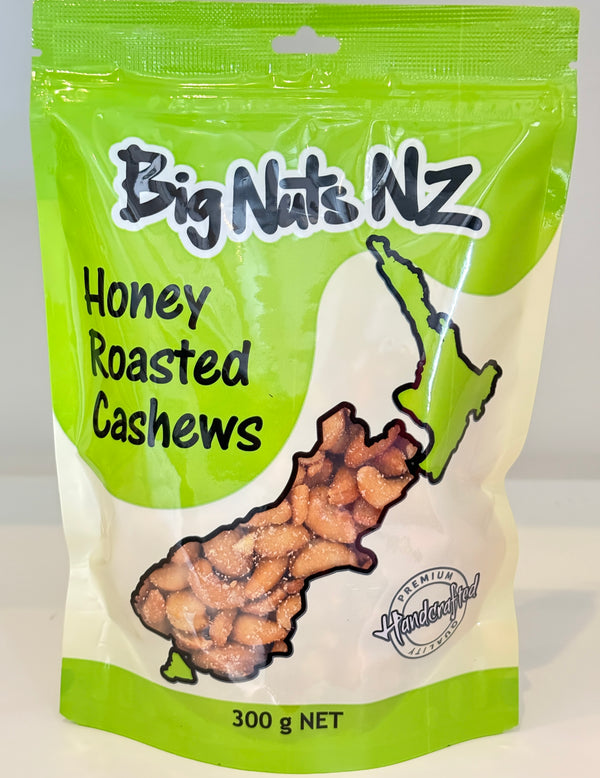 Big Nuts NZ
Honey
Roasted
Cashews
PREMIUM
Handcrafted
QUALITY
300 g NET